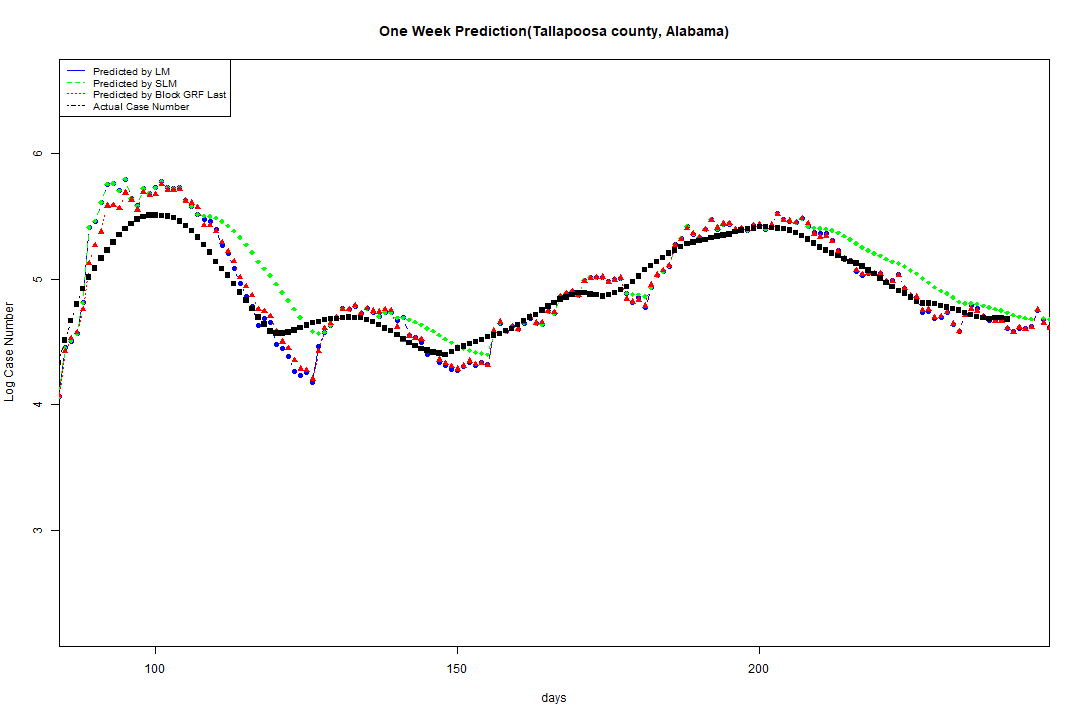 One Week Prediction(Tallapoosa county, Alabama)
Predicted by LM
Predicted by SLM
Predicted by Block GRF Last
Actual Case Number
6
5
4
3
Log Case Number
100
150
200
days